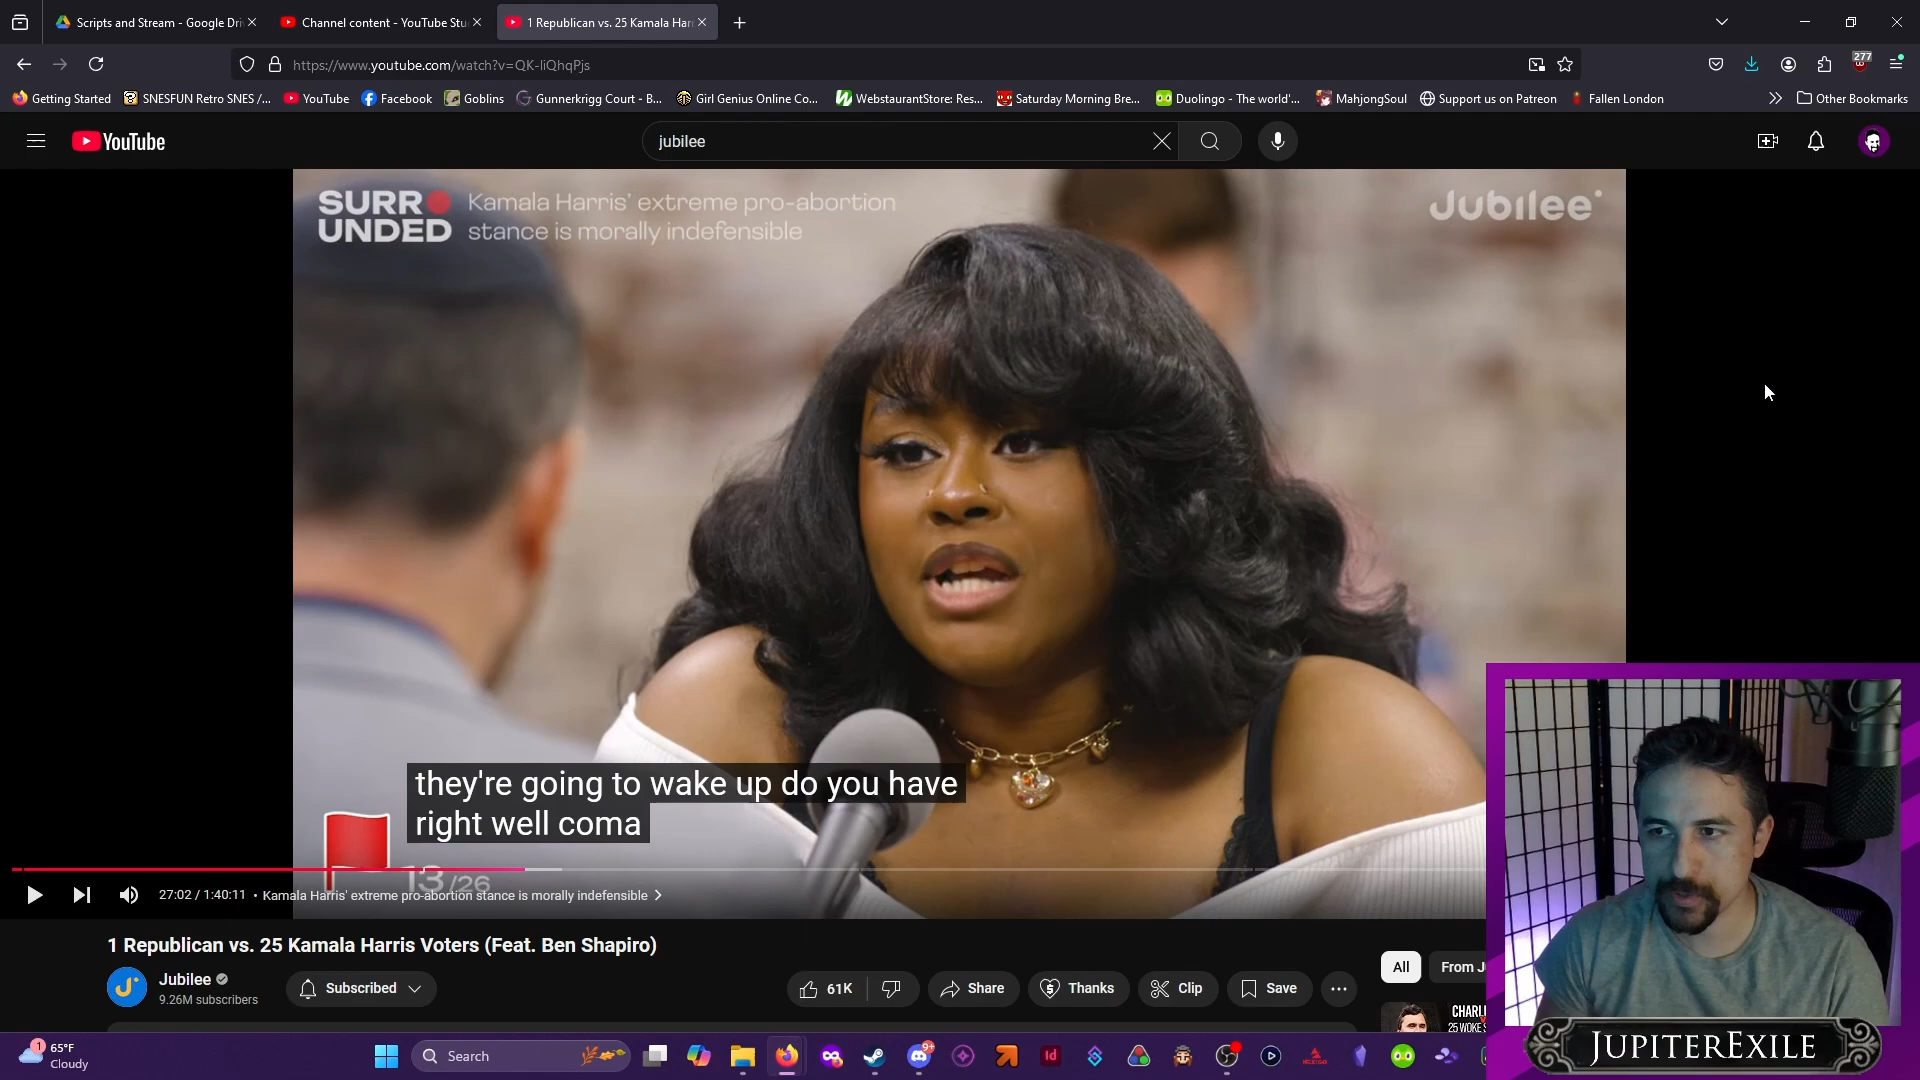 Scripts and Stream - Google Dri
Channel content - YouTube Stu
1 Republican vs. 25 Kamala Har
https://www.youtube.com/watch?v=QK-liQhqPjs
277
Getting Started
SNESFUN Retro SNES /...
YouTube
Facebook
Goblins
Gunnerkrigg Court - B...
Girl Genius Online Co...
WebstaurantStore: Res...
Saturday Morning Bre...
Duolingo - The world'...
MahjongSoul
Support us on Patreon
Fallen London
Other Bookmarks
YouTube
jubilee
SURR UNDED
Kamala Harris' extreme pro-abortion
stance is morally indefensible
Jubilee
they're going to wake up do you have
right well coma
13/26
27:02 / 1:40:11 • Kamala Harris' extreme pro-abortion stance is morally indefensible
1 Republican vs. 25 Kamala Harris Voters (Feat. Ben Shapiro)
Jubilee
9.26M subscribers
Subscribed
61K
Share
Thanks
Clip
Save
All
From J
CHARLI
25 WOKE S
JUPITEREXILE
1
65°F
Cloudy
Search
9+
Id